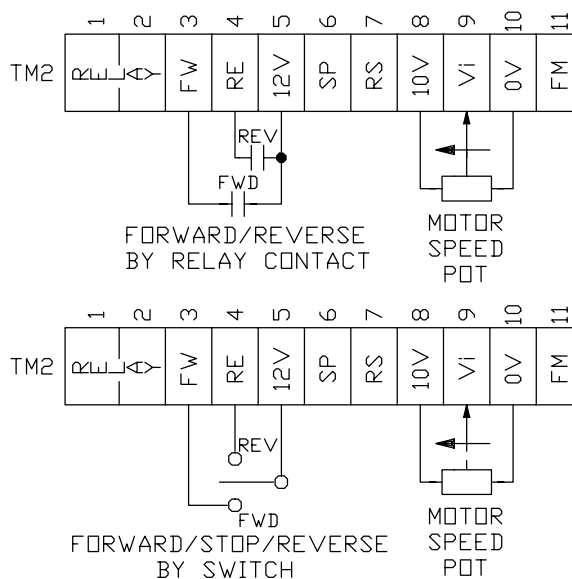 1 2 3 4 5 6 7 8 9 10 11
TM2 RELAY FW RE 12V SP RS 10V Vi 0V FM
REV
FWD
FORWARD/REVERSE
BY RELAY CONTACT
MOTOR
SPEED
POT
1 2 3 4 5 6 7 8 9 10 11
TM2 RELAY FW RE 12V SP RS 10V Vi 0V FM
REV
FWD
FORWARD/STOP/REVERSE
BY SWITCH
MOTOR
SPEED
POT